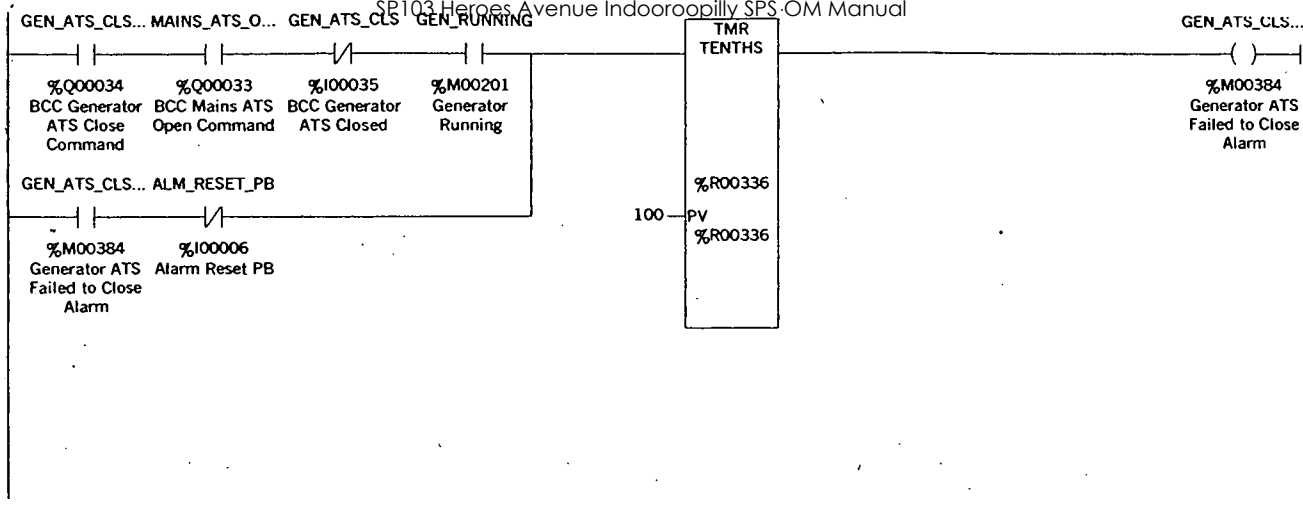 SP103 Heroes Avenue Indooroopilly SPS OM Manual
GEN_ATS_CLS... MAINS_ATS_O... GEN_ATS_CLS GEN_RUNNING
TMR
TENTHS
GEN_ATS_CLS...
%Q00034 %Q00033 %I00035 %M00201
BCC Generator BCC Mains ATS BCC Generator Generator
ATS Close Open Command ATS Closed Running
Command
%M00384
Generator ATS
Failed to Close
Alarm
GEN_ATS_CLS... ALM_RESET_PB
%R00336
100 PV
%R00336
%M00384 %I00006
Generator ATS Alarm Reset PB
Failed to Close
Alarm